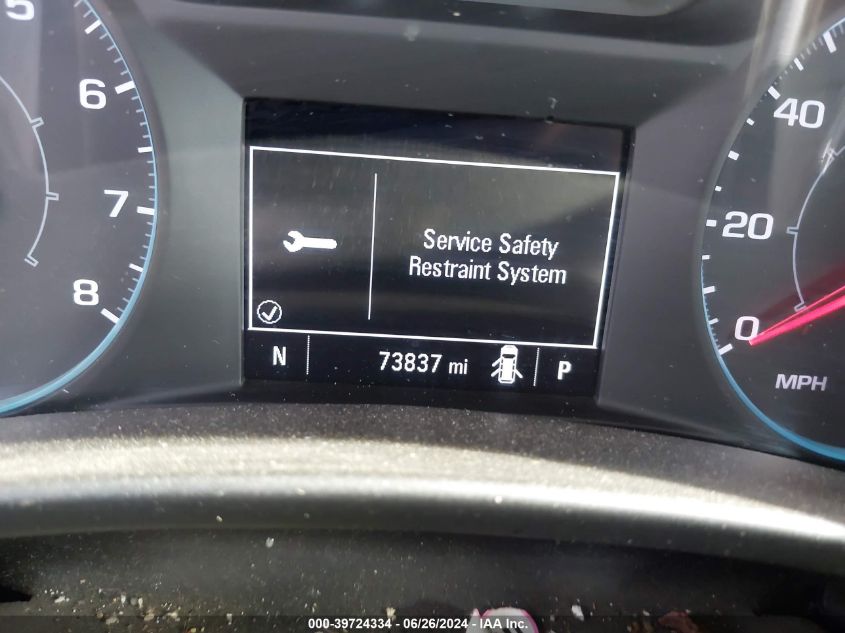 5
6
7
8
Service Safety
Restraint System
N
73837 mi
P
40
20
0
MPH
000-39724334 / 06/26/2024 - IAA Inc.